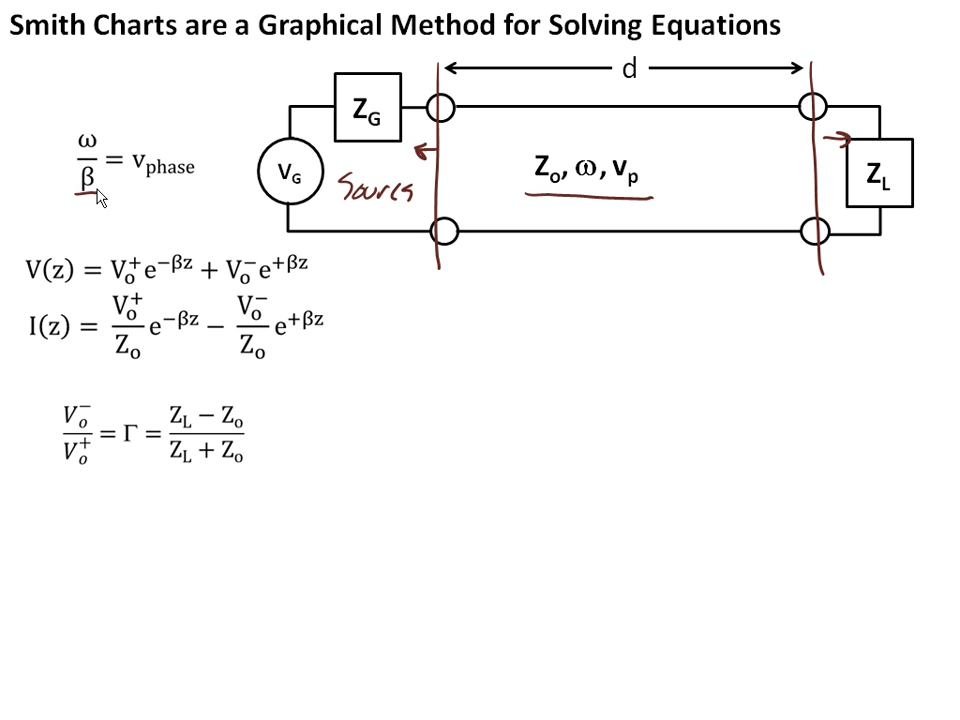 Smith Charts are a Graphical Method for Solving Equations
d
Z_G
V_G
Sources
Z_o, ω, v_p
Z_L
ω/β = v_phase
V(z) = V_o^+ e^{−βz} + V_o^− e^{+βz}
I(z) = V_o^+/Z_o e^{−βz} − V_o^−/Z_o e^{+βz}
V_o^−/V_o^+ = Γ = (Z_L − Z_o)/(Z_L + Z_o)